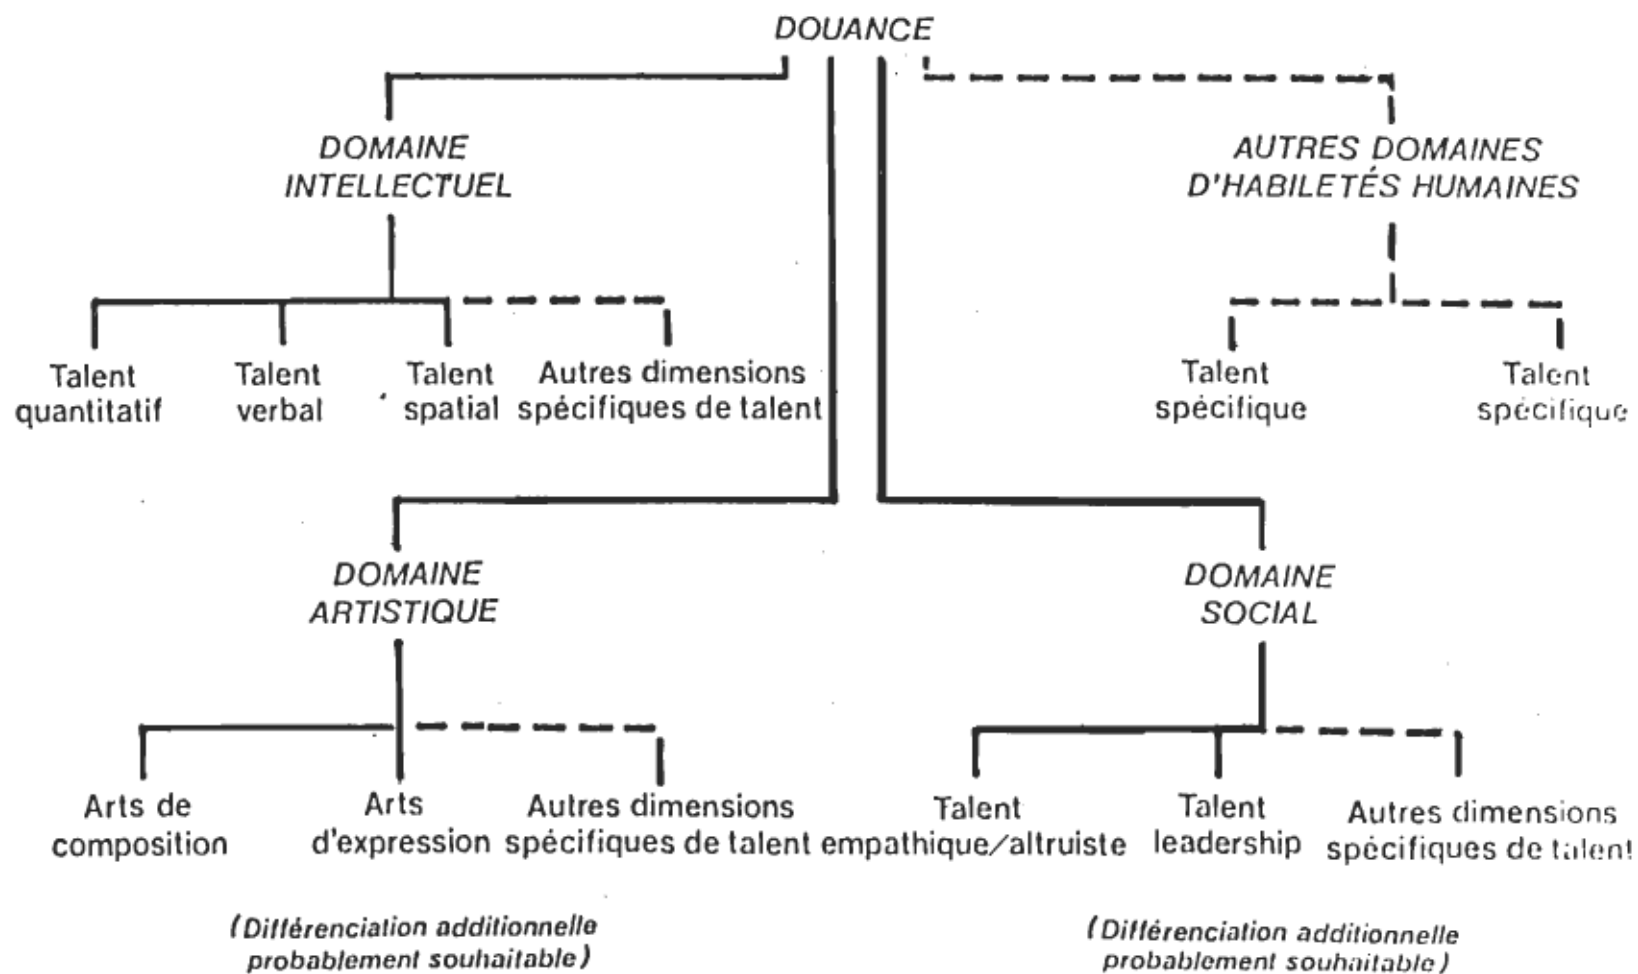 DOUANCE
DOMAINE
INTELLECTUEL
AUTRES DOMAINES
D'HABILETÉS HUMAINES
Talent
quantitatif
Talent
verbal
Talent
spatial
Autres dimensions
spécifiques de talent
Talent
spécifique
Talent
spécifique
DOMAINE
ARTISTIQUE
DOMAINE
SOCIAL
Arts de
composition
Arts
d'expression
Autres dimensions
spécifiques de talent
Talent
empathique/altruiste
Talent
leadership
Autres dimensions
spécifiques de talent
(Différenciation additionnelle
probablement souhaitable)
(Différenciation additionnelle
probablement souhaitable)